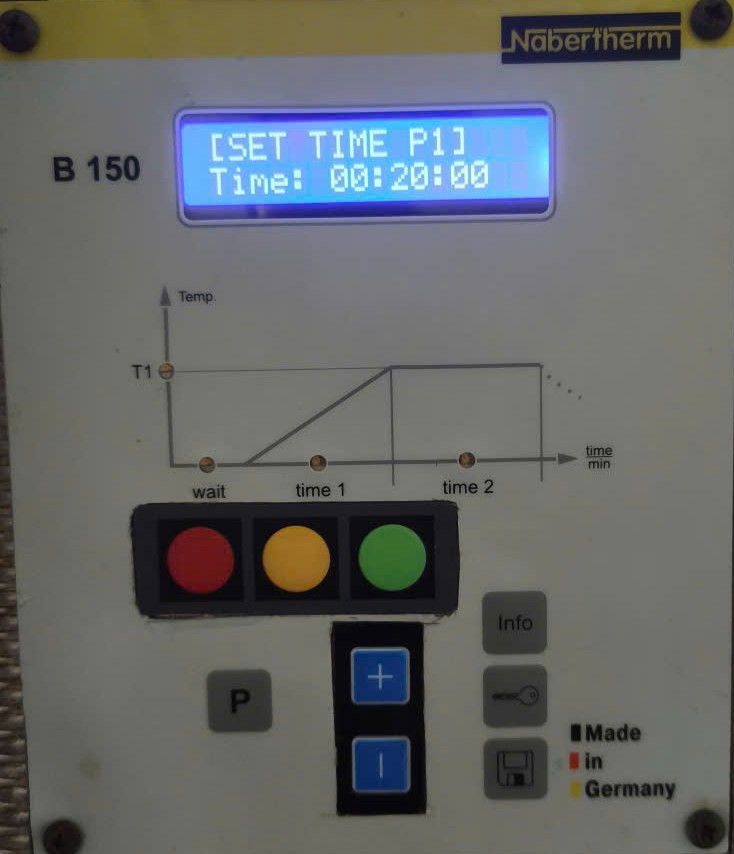 Nabertherm
B 150
[SET TIME P1]
Time: 00:20:00
Temp.
T1
time
min
wait
time 1
time 2
Info
P
+
Made
in
Germany